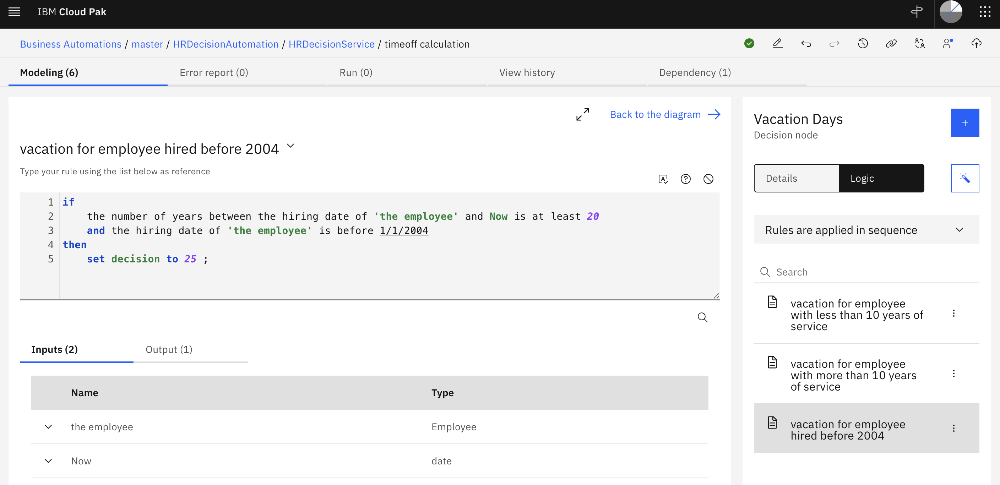 IBM Cloud Pak
Business Automations / master / HRDecisionAutomation / HRDecisionService / timeoff calculation
Modeling (6)
Error report (0)
Run (0)
View history
Dependency (1)
Back to the diagram
vacation for employee hired before 2004
Type your rule using the list below as reference
1 if
2 the number of years between the hiring date of 'the employee' and Now is at least 20
3 and the hiring date of 'the employee' is before 1/1/2004
4 then
5 set decision to 25 ;
Inputs (2)
Output (1)
Name Type
the employee Employee
Now date
Vacation Days
Decision node
Details
Logic
Rules are applied in sequence
Search
vacation for employee
with less than 10 years of
service
vacation for employee
with more than 10 years
of service
vacation for employee
hired before 2004